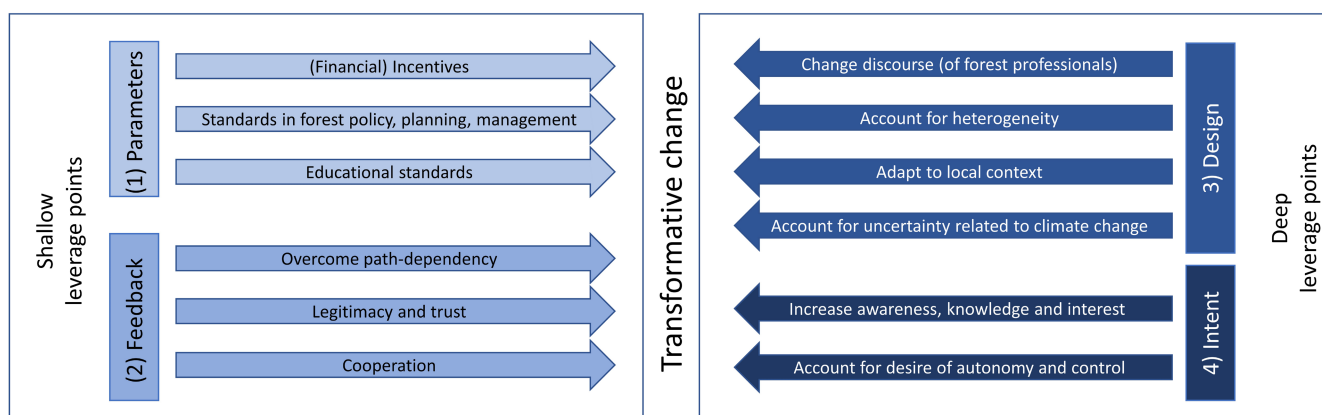 Shallow
leverage points
(1) Parameters
(Financial) Incentives
Standards in forest policy, planning, management
Educational standards
(2) Feedback
Overcome path-dependency
Legitimacy and trust
Cooperation
Transformative change
Change discourse (of forest professionals)
Account for heterogeneity
Adapt to local context
Account for uncertainty related to climate change
3) Design
Increase awareness, knowledge and interest
Account for desire of autonomy and control
4) Intent
Deep
leverage points